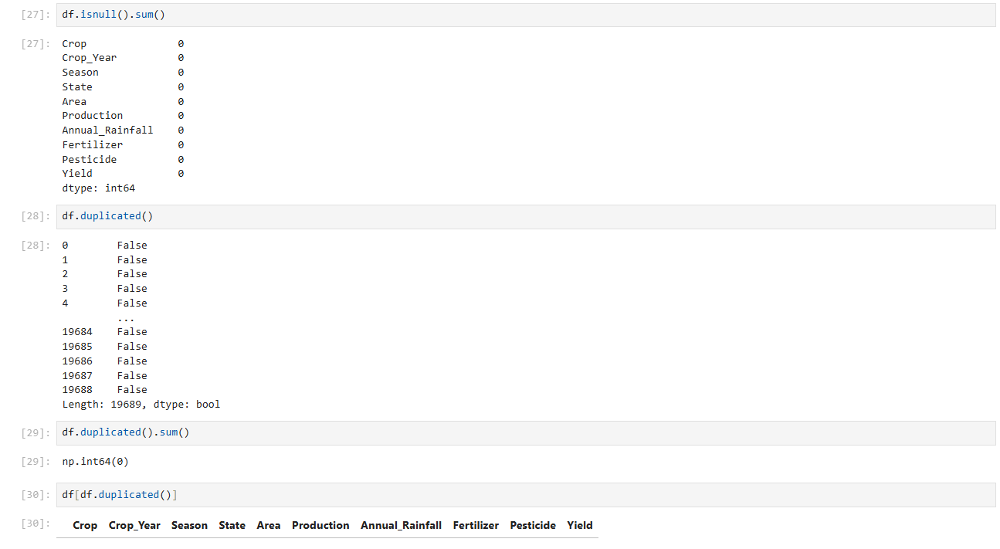 [27]: df.isnull().sum()
[27]: Crop 0
Crop_Year 0
Season 0
State 0
Area 0
Production 0
Annual_Rainfall 0
Fertilizer 0
Pesticide 0
Yield 0
dtype: int64
[28]: df.duplicated()
[28]: 0 False
1 False
2 False
3 False
4 False
...
19684 False
19685 False
19686 False
19687 False
19688 False
Length: 19689, dtype: bool
[29]: df.duplicated().sum()
[29]: np.int64(0)
[30]: df[df.duplicated()]
[30]: Crop Crop_Year Season State Area Production Annual_Rainfall Fertilizer Pesticide Yield